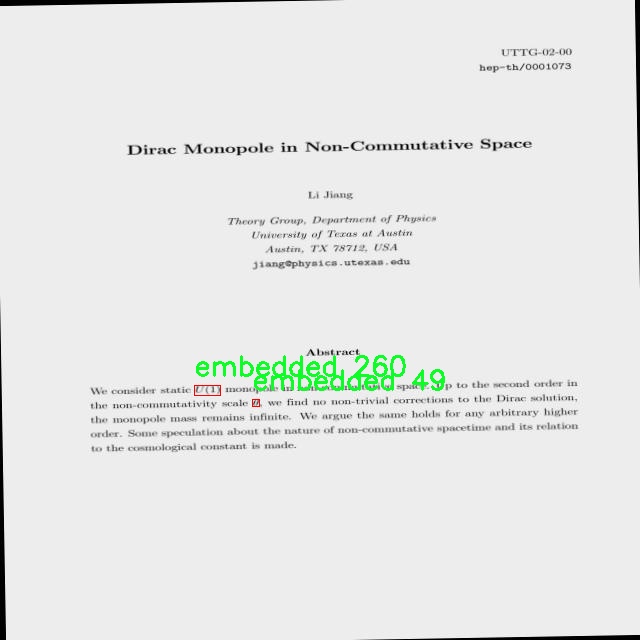 UTTG-02-00
hep-th/0001073
Dirac Monopole in Non-Commutative Space
Li Jiang
Theory Group, Department of Physics
University of Texas at Austin
Austin, TX 78712, USA
jiang@physics.utexas.edu
Abstract
embedded 260
embedded 49
We consider static U(1) monopole in non-commutative space. Up to the second order in
the non-commutativity scale θ, we find no non-trivial corrections to the Dirac solution,
the monopole mass remains infinite. We argue the same holds for any arbitrary higher
order. Some speculation about the nature of non-commutative spacetime and its relation
to the cosmological constant is made.